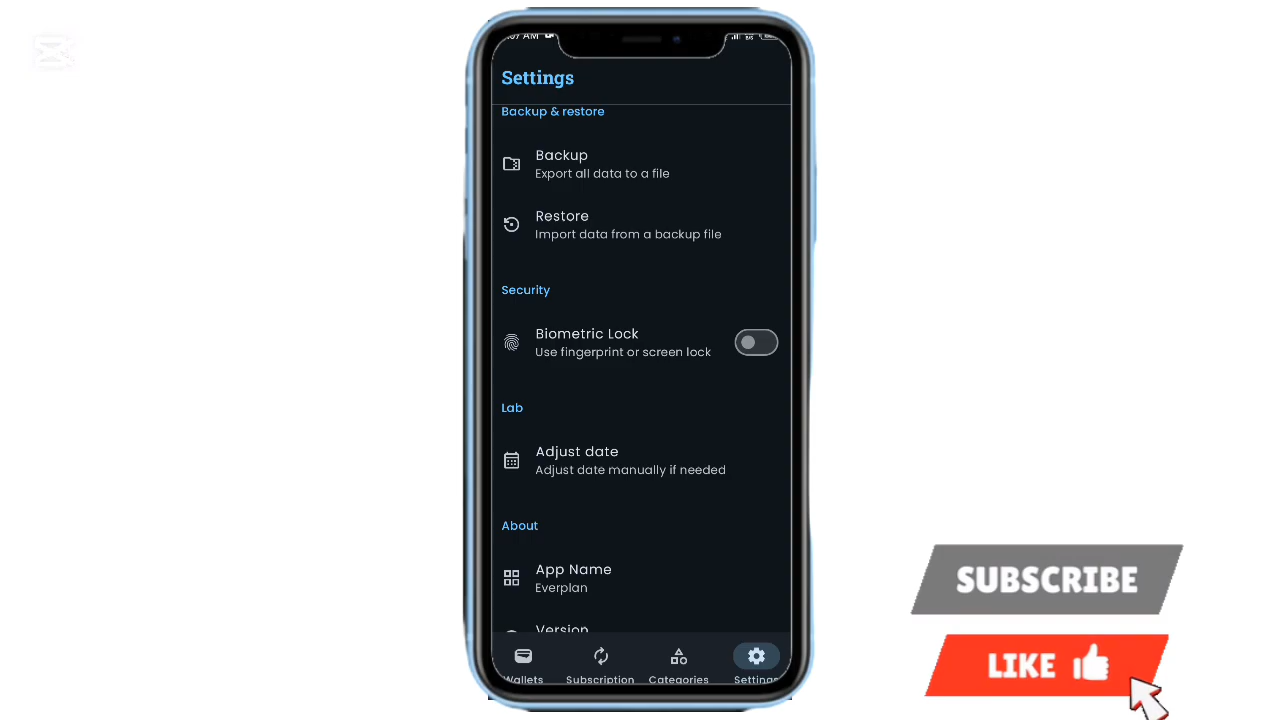 Settings
Backup & restore
Backup
Export all data to a file
Restore
Import data from a backup file
Security
Biometric Lock
Use fingerprint or screen lock
Lab
Adjust date
Adjust date manually if needed
About
App Name
Everplan
Version
Wallets
Subscription
Categories
Settings
SUBSCRIBE
LIKE